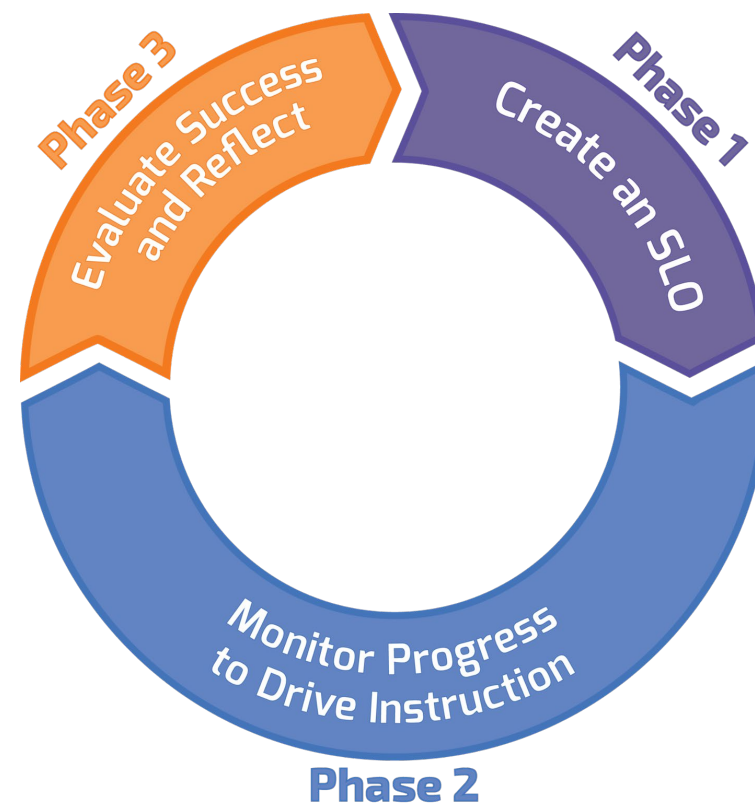 Phase 1
Create an SLO
Phase 2
Monitor Progress
to Drive Instruction
Phase 3
Evaluate Success
and Reflect